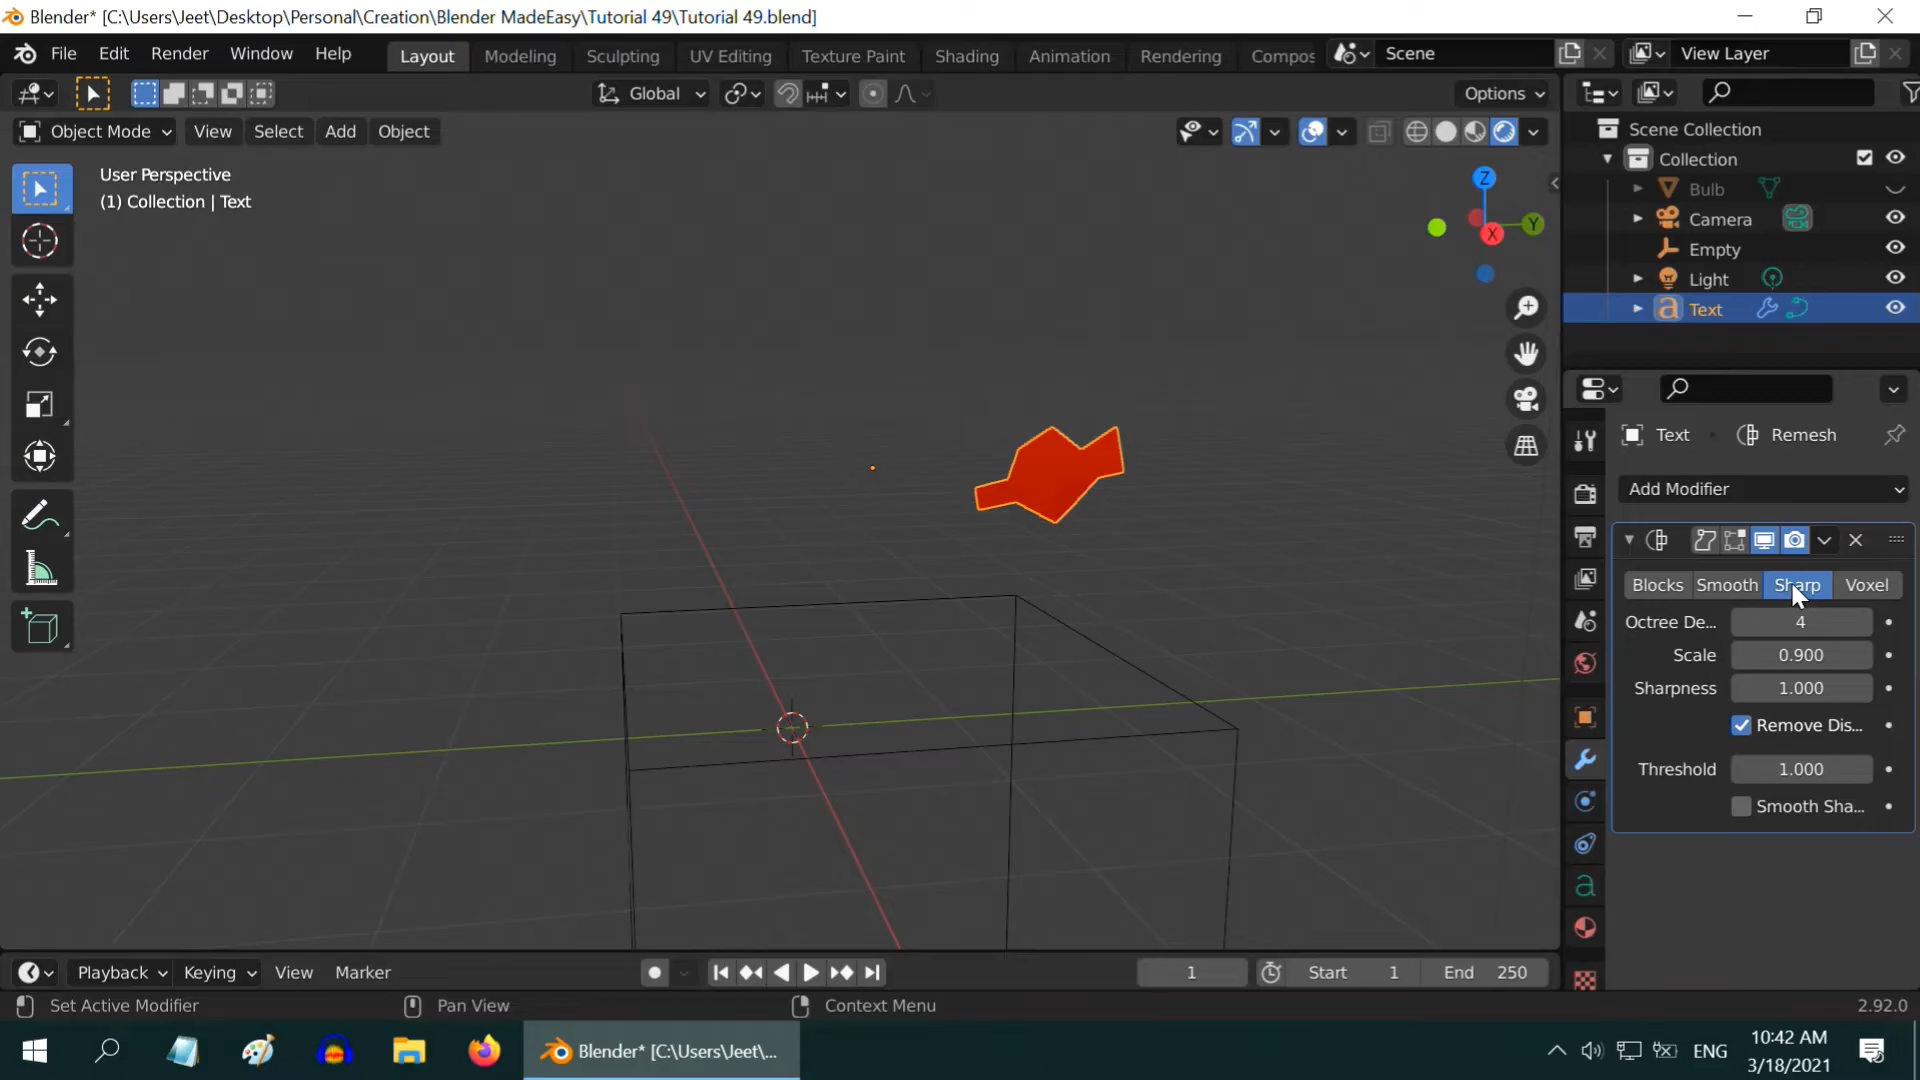 Blender* [C:\Users\Jeet\Desktop\Personal\Creation\Blender MadeEasy\Tutorial 49\Tutorial 49.blend]
File Edit Render Window Help Layout Modeling Sculpting UV Editing Texture Paint Shading Animation Rendering Compos Scene View Layer
Global Options
Object Mode View Select Add Object
User Perspective
(1) Collection | Text
Z
Y
X
Scene Collection
Collection
Bulb
Camera
Empty
Light
Text
Text Remesh
Add Modifier
Blocks Smooth Sharp Voxel
Octree De... 4
Scale 0.900
Sharpness 1.000
Remove Dis...
Threshold 1.000
Smooth Sha...
Playback Keying View Marker 1 Start 1 End 250
Set Active Modifier Pan View Context Menu 2.92.0
Blender* [C:\Users\Jeet\... ENG 10:42 AM
3/18/2021